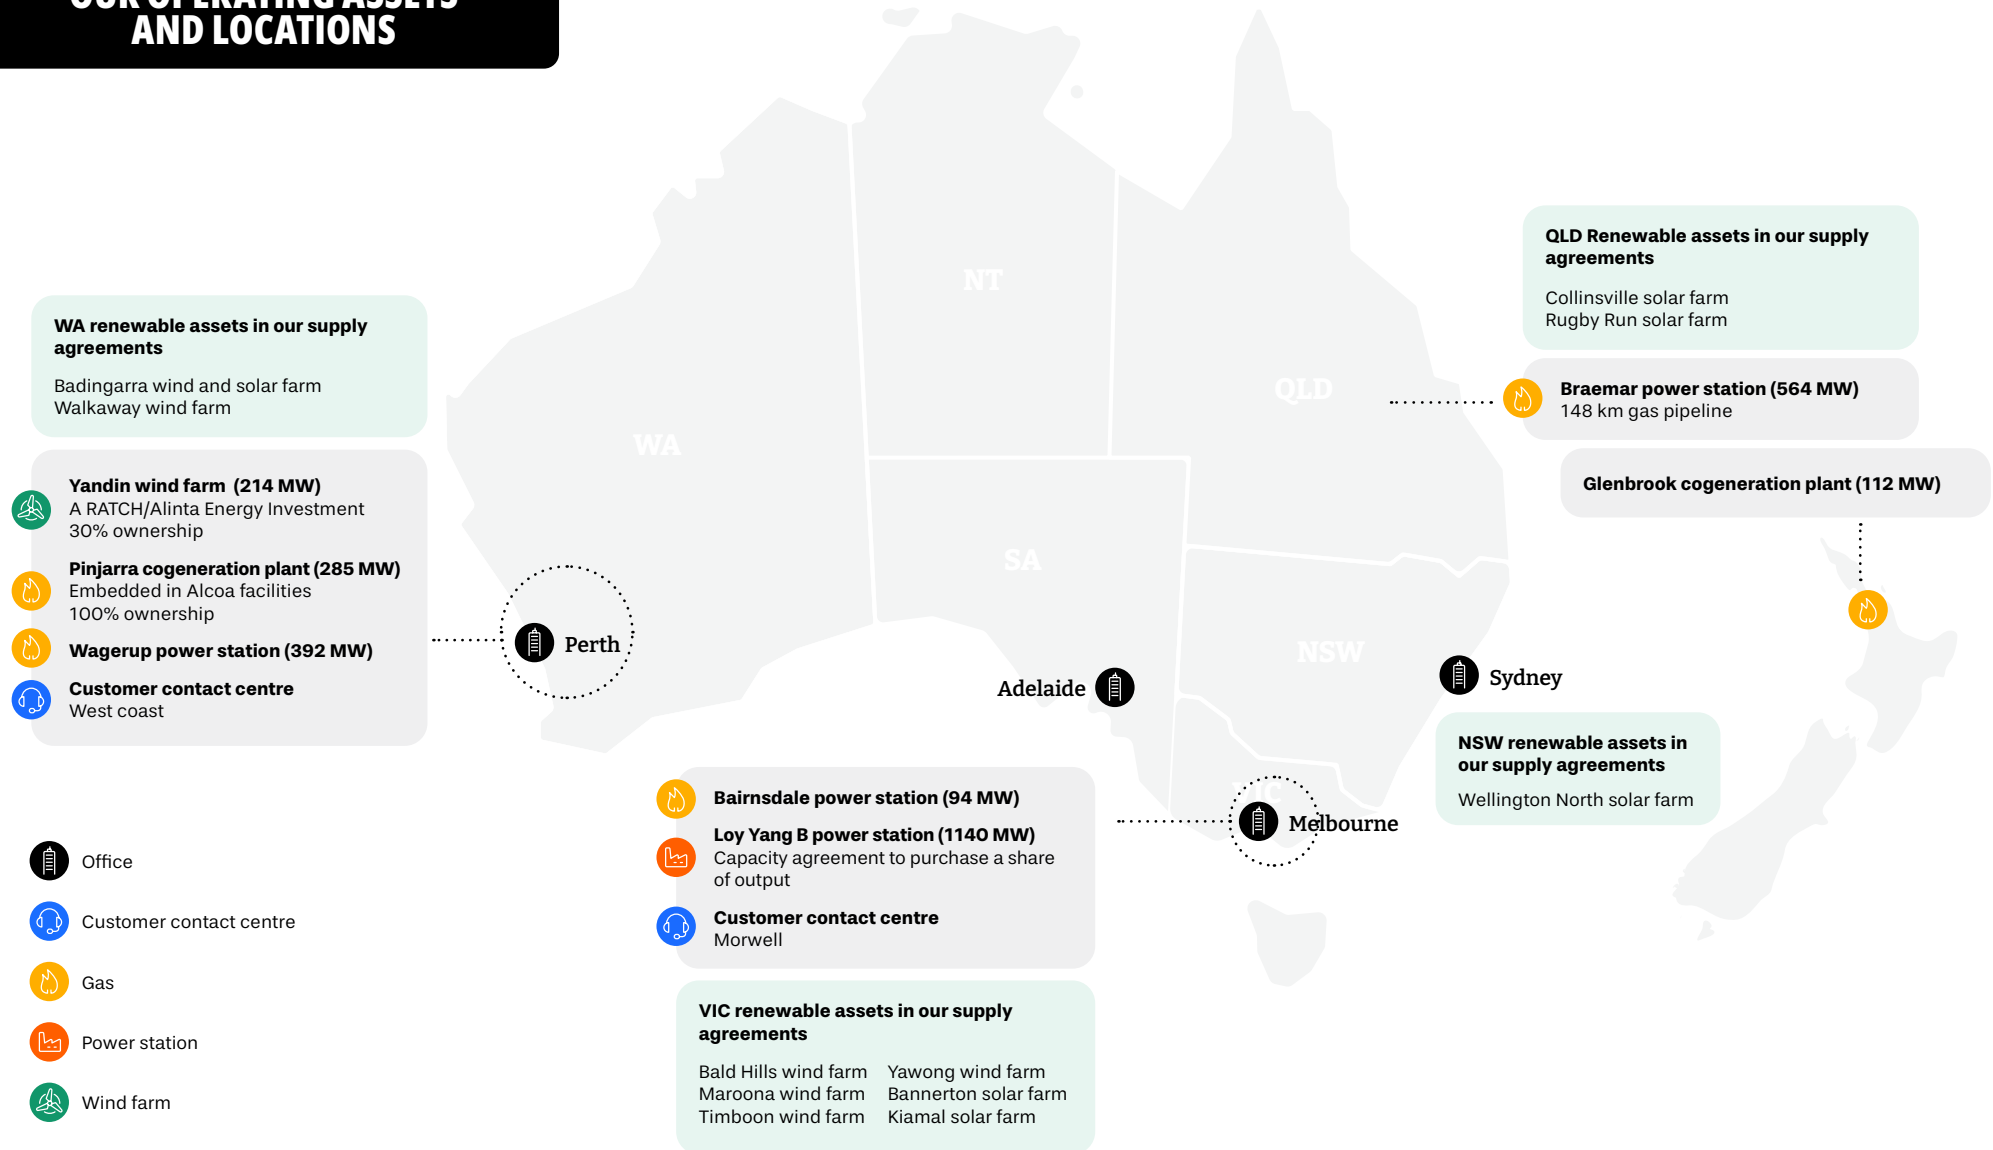 OUR OPERATING ASSETS
AND LOCATIONS
NT
WA
QLD
SA
NSW
VIC
WA renewable assets in our supply
agreements
Badingarra wind and solar farm
Walkaway wind farm
Yandin wind farm (214 MW)
A RATCH/Alinta Energy Investment
30% ownership
Pinjarra cogeneration plant (285 MW)
Embedded in Alcoa facilities
100% ownership
Wagerup power station (392 MW)
Customer contact centre
West coast
Perth
Adelaide
Sydney
Melbourne
QLD Renewable assets in our supply
agreements
Collinsville solar farm
Rugby Run solar farm
Braemar power station (564 MW)
148 km gas pipeline
Glenbrook cogeneration plant (112 MW)
NSW renewable assets in
our supply agreements
Wellington North solar farm
Bairnsdale power station (94 MW)
Loy Yang B power station (1140 MW)
Capacity agreement to purchase a share
of output
Customer contact centre
Morwell
VIC renewable assets in our supply
agreements
Bald Hills wind farm
Maroona wind farm
Timboon wind farm
Yawong wind farm
Bannerton solar farm
Kiamal solar farm
Office
Customer contact centre
Gas
Power station
Wind farm